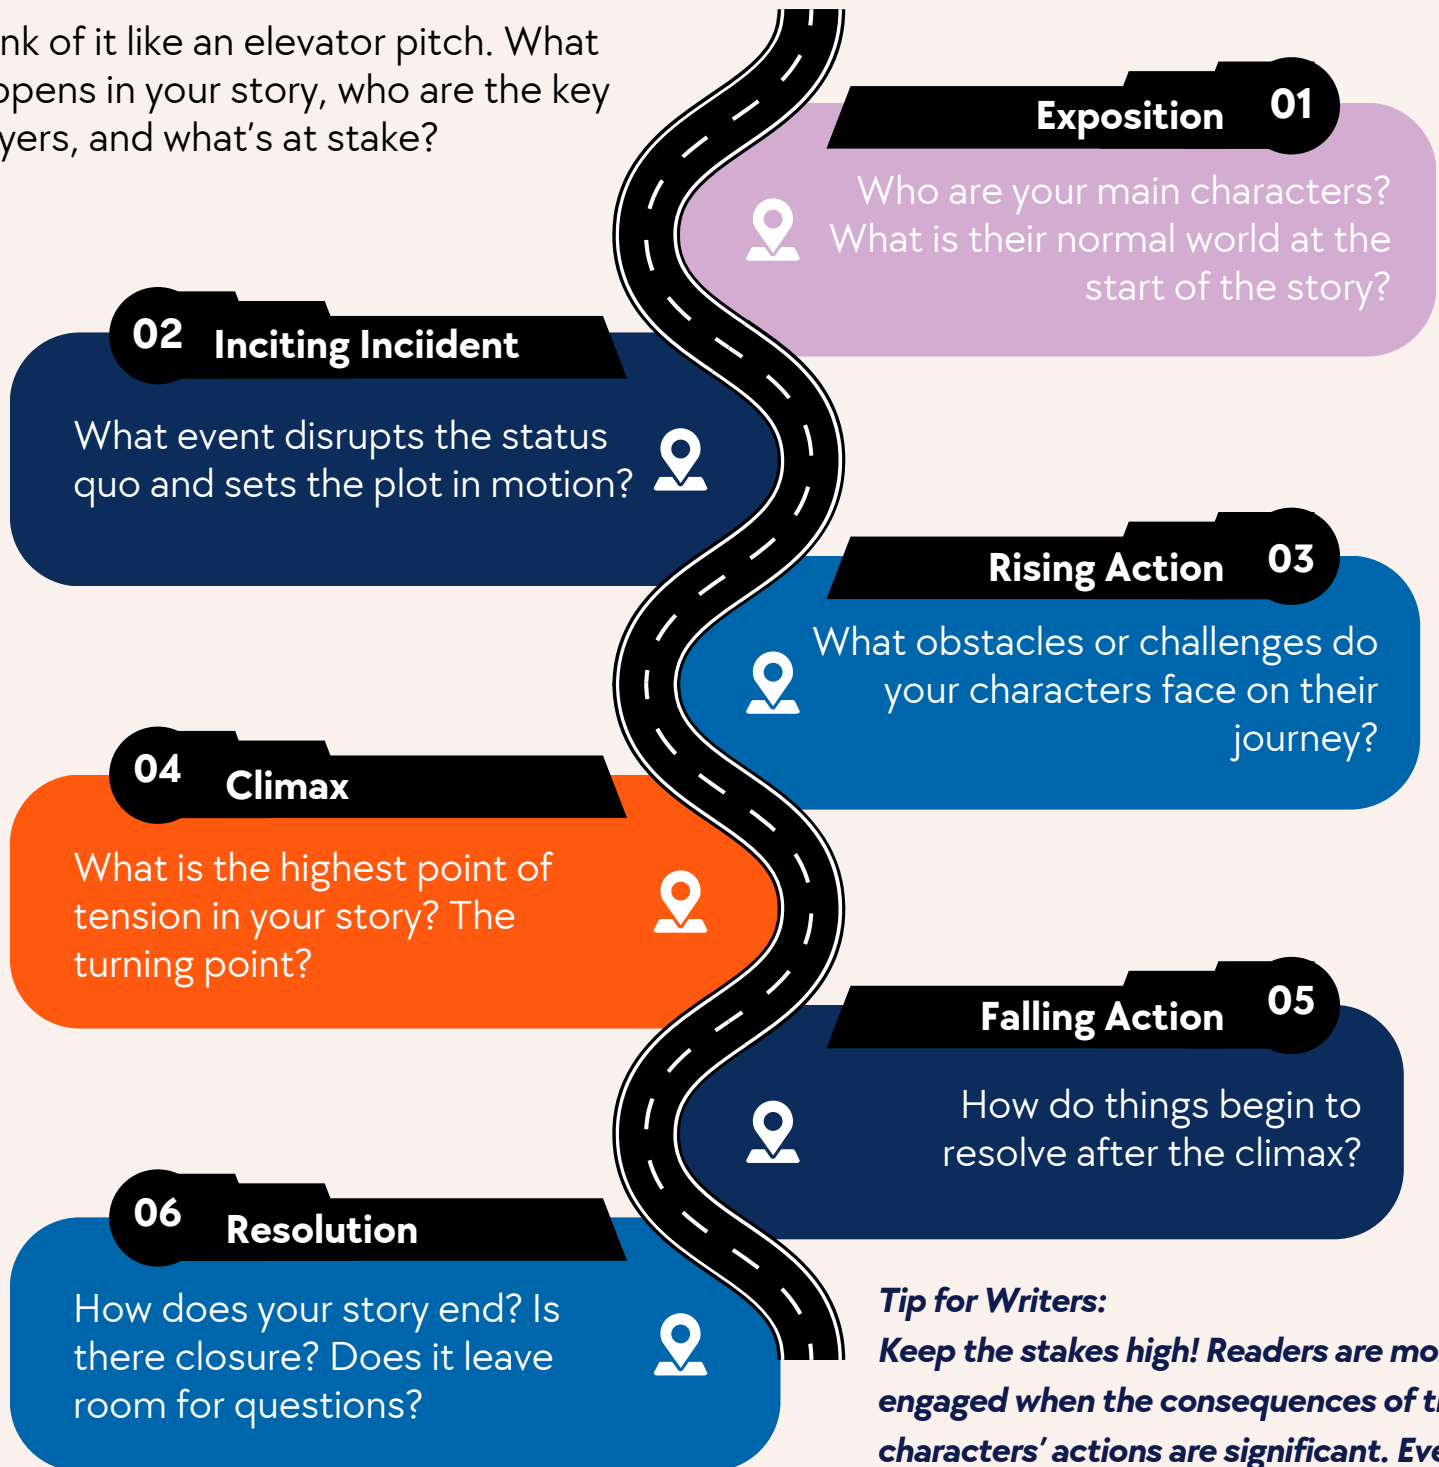 nk of it like an elevator pitch. What
ppens in your story, who are the key
yers, and what's at stake?
Exposition 01
Who are your main characters?
What is their normal world at the
start of the story?
02 Inciting Inciident
What event disrupts the status
quo and sets the plot in motion?
Rising Action 03
What obstacles or challenges do
your characters face on their
journey?
04 Climax
What is the highest point of
tension in your story? The
turning point?
Falling Action 05
How do things begin to
resolve after the climax?
06 Resolution
How does your story end? Is
there closure? Does it leave
room for questions?
Tip for Writers:
Keep the stakes high! Readers are mo
engaged when the consequences of t
characters' actions are significant. Eve